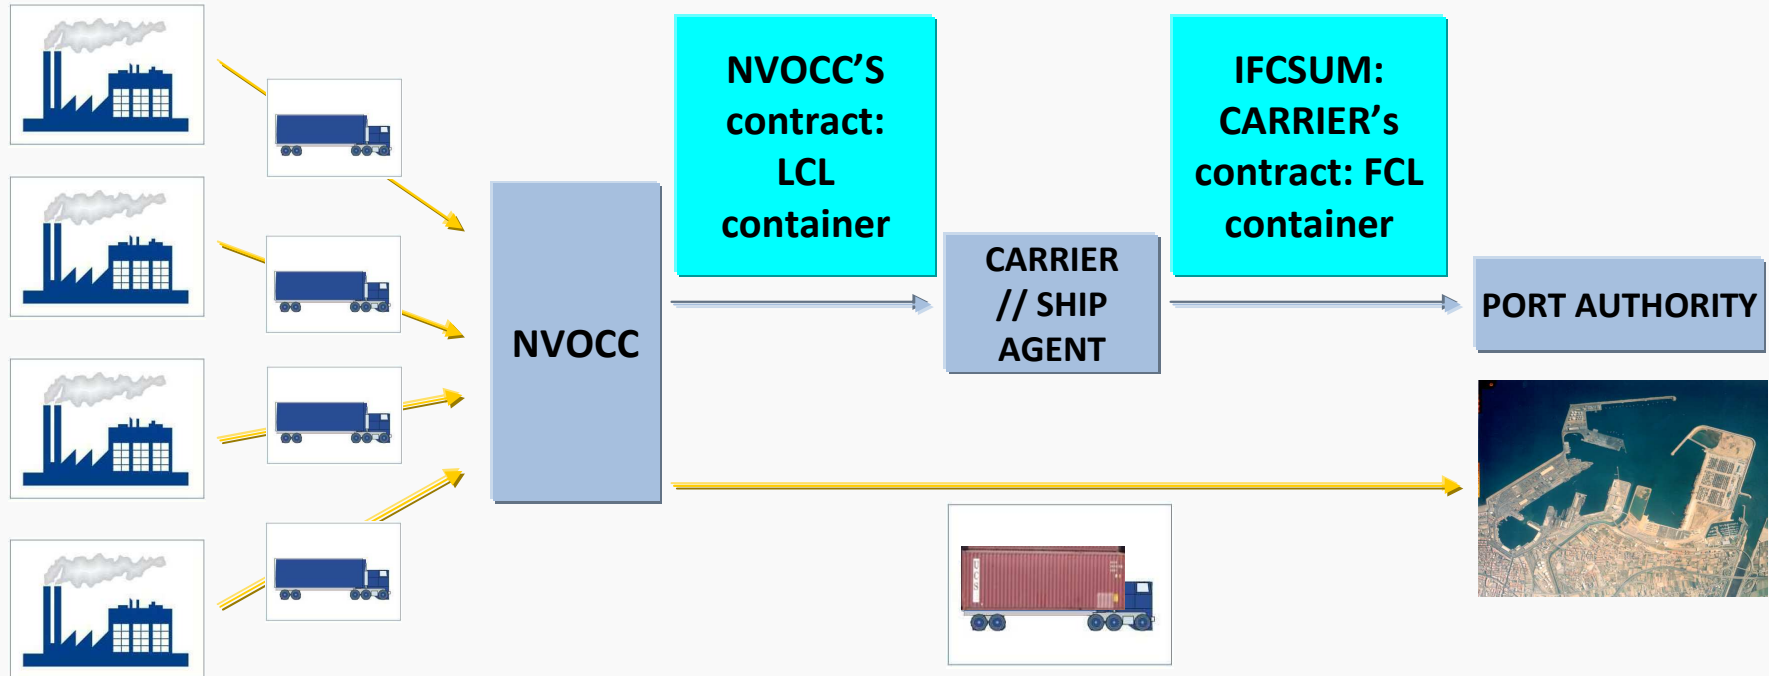 NVOCC'S
contract:
LCL
container
IFCSUM:
CARRIER's
contract: FCL
container
NVOCC
CARRIER
// SHIP
AGENT
PORT AUTHORITY